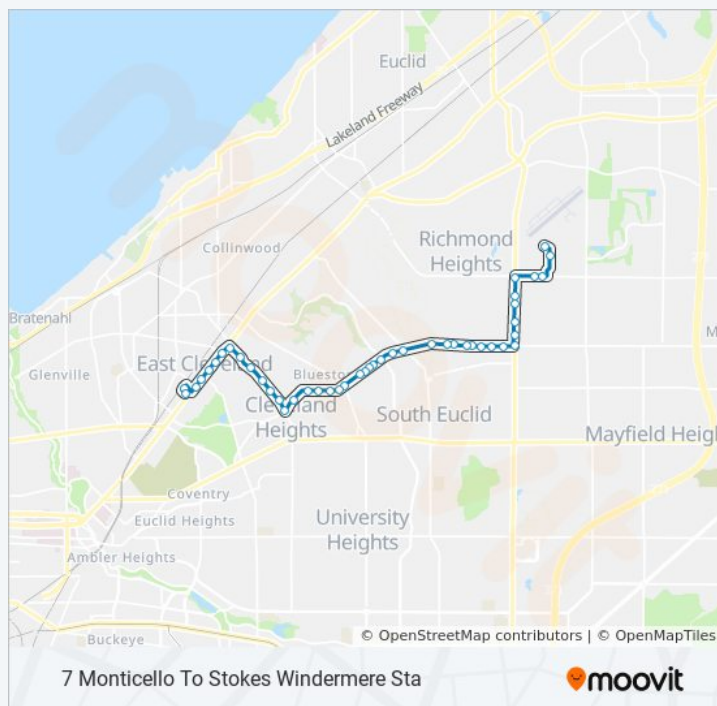 Euclid
Lakeland Freeway
Collinwood
Richmond
Heights
Bratenahl
East Cleveland
Glenville
Cleveland
Heights
South Euclid
Mayfield Heigh
Coventry
Euclid Heights
University
Heights
Ambler Heights
Buckeye
© OpenStreetMap contributors | © OpenMapTiles
7 Monticello To Stokes Windermere Sta
moovit